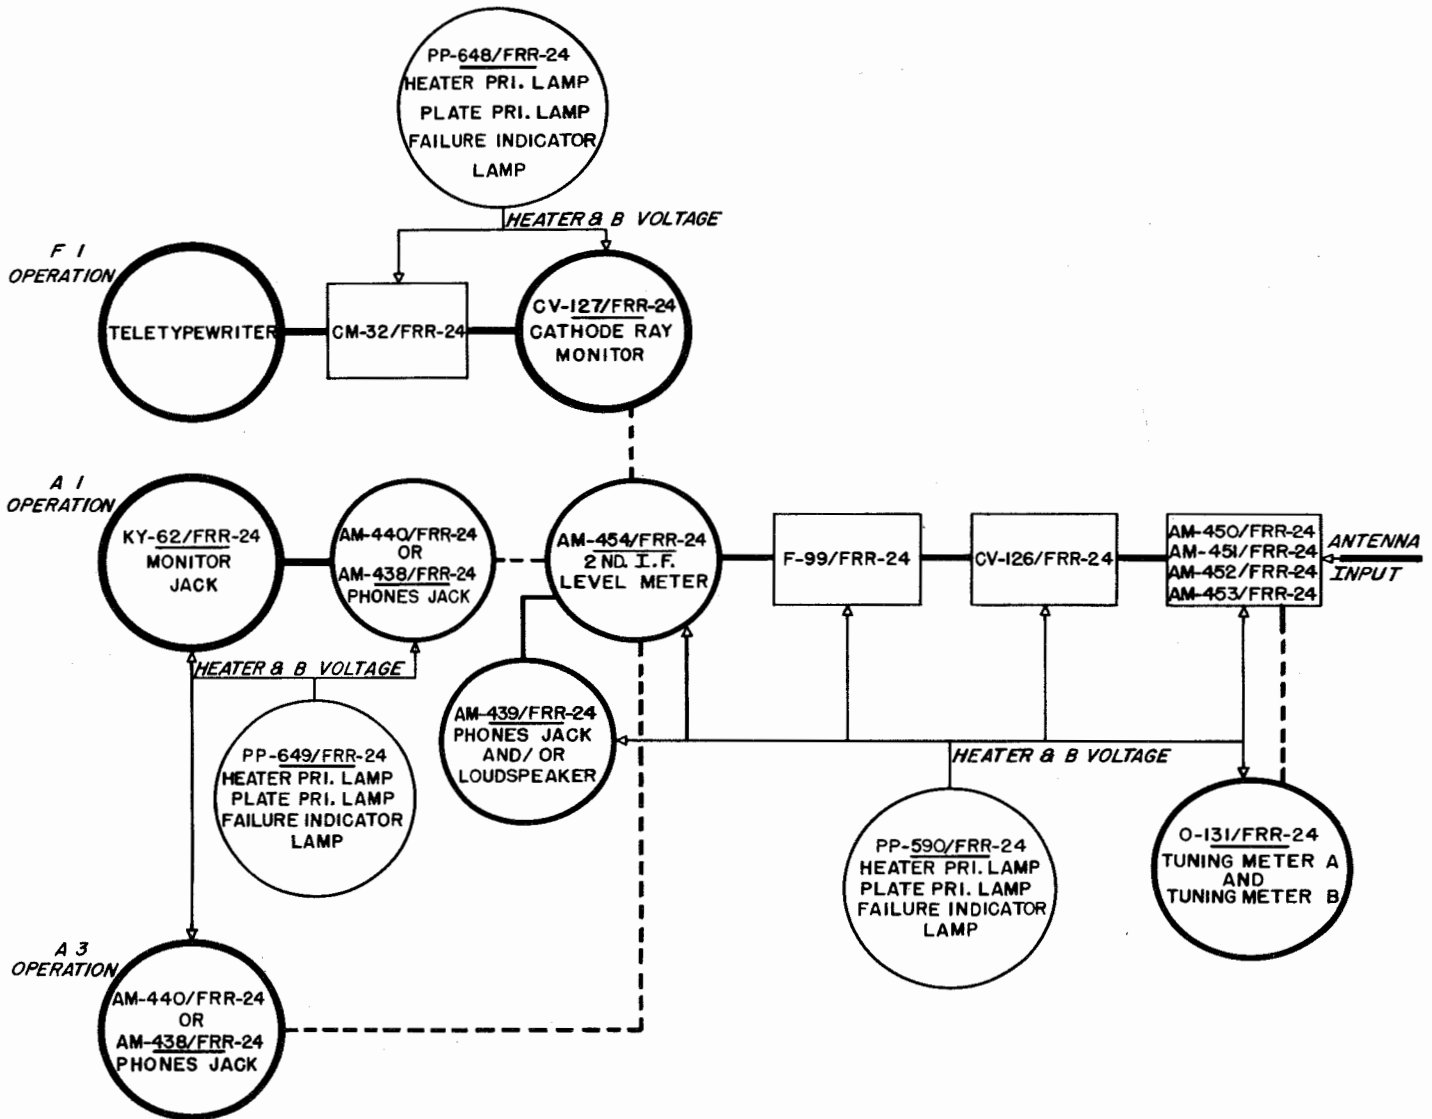 PP-648/FRR-24
HEATER PRI. LAMP
PLATE PRI. LAMP
FAILURE INDICATOR
LAMP
HEATER & B VOLTAGE
F 1
OPERATION
TELETYPEWRITER
CM-32/FRR-24
CV-127/FRR-24
CATHODE RAY
MONITOR
A 1
OPERATION
KY-62/FRR-24
MONITOR
JACK
AM-440/FRR-24
OR
AM-438/FRR-24
PHONES JACK
AM-454/FRR-24
2ND. I.F.
LEVEL METER
F-99/FRR-24
CV-126/FRR-24
AM-450/FRR-24
AM-451/FRR-24
AM-452/FRR-24
AM-453/FRR-24
ANTENNA
INPUT
HEATER & B VOLTAGE
PP-649/FRR-24
HEATER PRI. LAMP
PLATE PRI. LAMP
FAILURE INDICATOR
LAMP
AM-439/FRR-24
PHONES JACK
AND/OR
LOUDSPEAKER
HEATER & B VOLTAGE
PP-590/FRR-24
HEATER PRI. LAMP
PLATE PRI. LAMP
FAILURE INDICATOR
LAMP
O-131/FRR-24
TUNING METER A
AND
TUNING METER B
A 3
OPERATION
AM-440/FRR-24
OR
AM-438/FRR-24
PHONES JACK